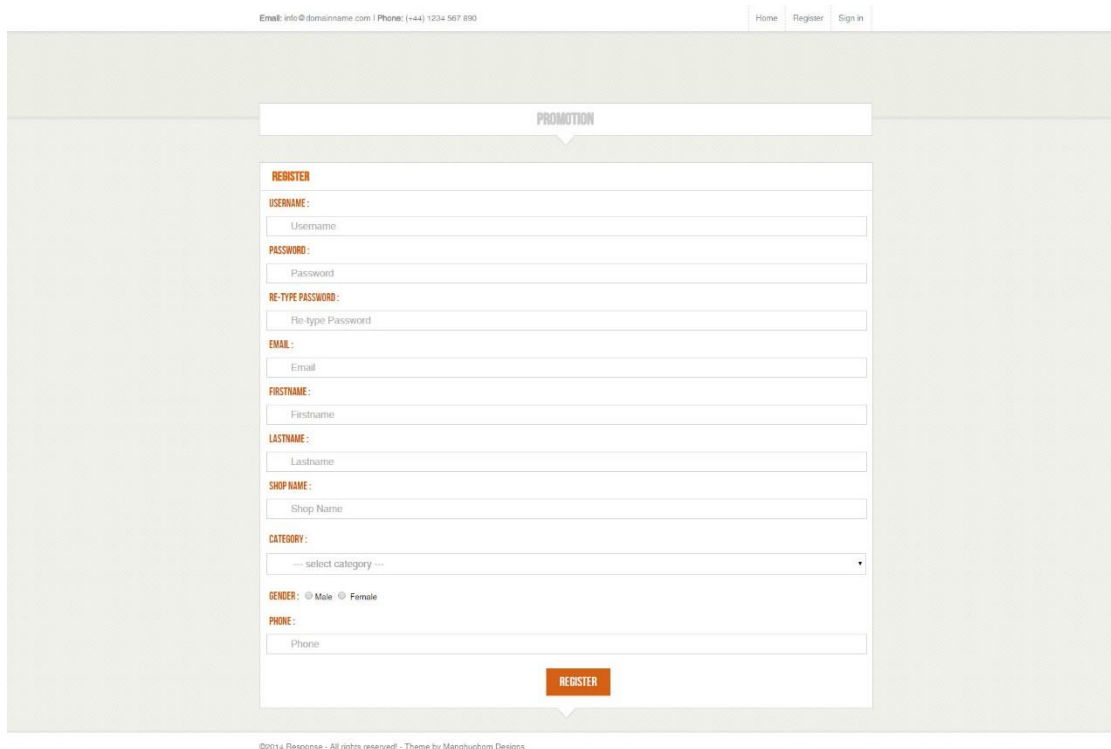 Email: info@domainname.com | Phone: (+44) 1234 567 890
Home Register Sign in
PROMOTION
REGISTER
USERNAME :
Username
PASSWORD :
Password
RE-TYPE PASSWORD :
Re-type Password
EMAIL :
Email
FIRSTNAME :
Firstname
LASTNAME :
Lastname
SHOP NAME :
Shop Name
CATEGORY :
--- select category ---
GENDER : Male Female
PHONE :
Phone
REGISTER
©2014 Response - All rights reserved! - Theme by Manghuchom Designs